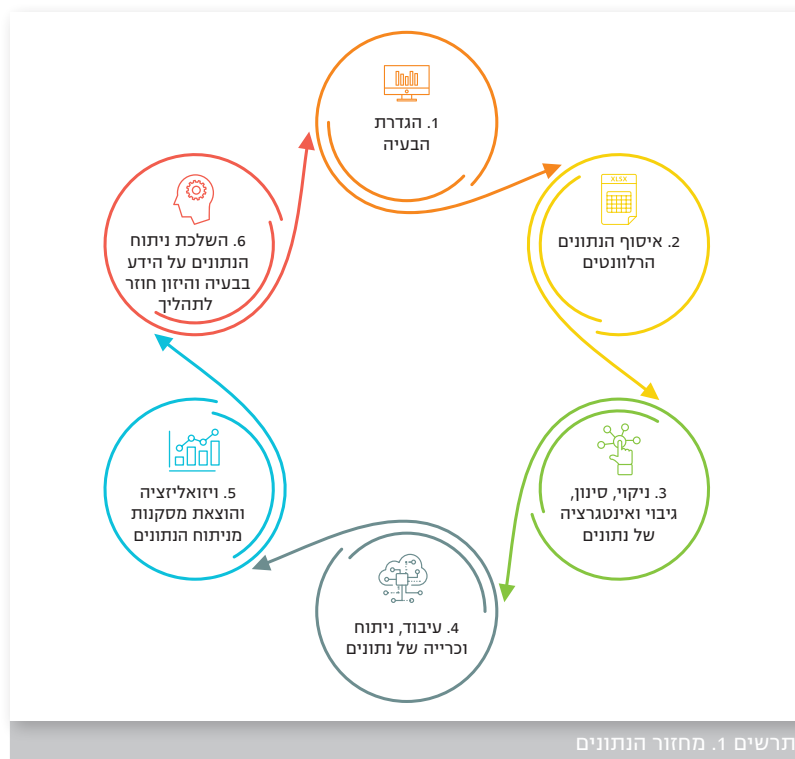 1. הגדרת
הבעיה
XLSX
2. איסוף הנתונים
הרלוונטים
3. ניקוי, סינון,
גיבוי ואינטגרציה
של נתונים
4. עיבוד, ניתוח
וכרייה של נתונים
5. ויזואליזציה
והוצאת מסקנות
מניתוח הנתונים
6. השלכת ניתוח
הנתונים על הידע
בבעיה והיזון חוזר
לתהליך
תרשים 1. מחזור הנתונים